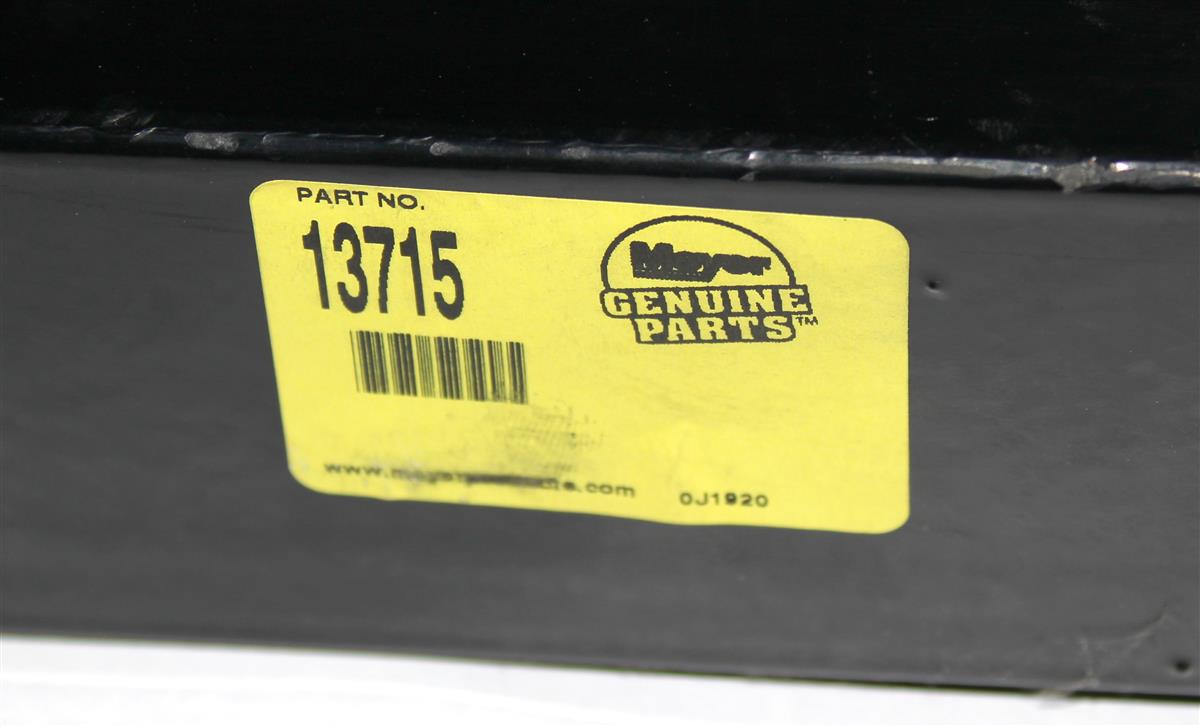 PART NO.
13715
Meyer
GENUINE
PARTS™
0J1920